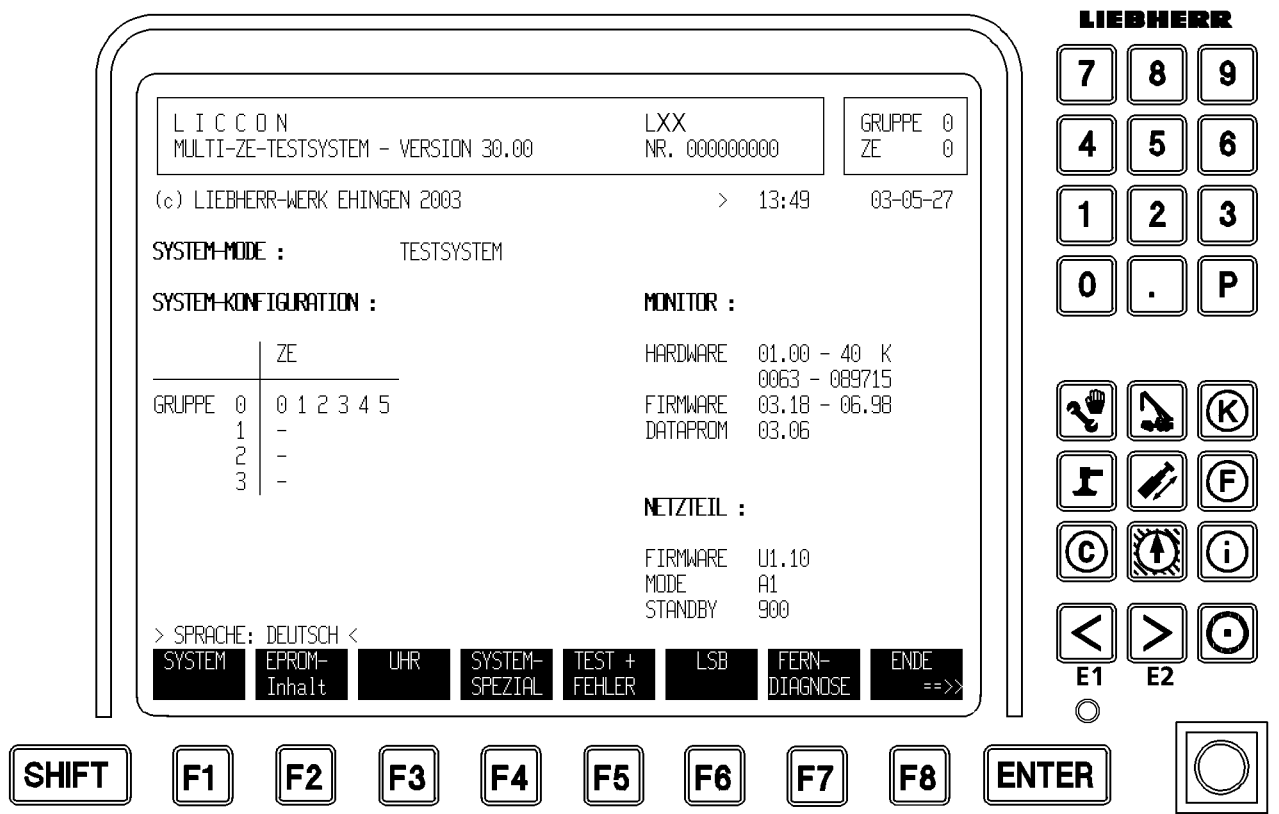 LIEBHERR
L I C C O N LXX GRUPPE 0
MULTI-ZE-TESTSYSTEM - VERSION 30.00 NR. 000000000 ZE 0
(c) LIEBHERR-WERK EHINGEN 2003 > 13:49 03-05-27
SYSTEM-MODE : TESTSYSTEM
SYSTEM-KONFIGURATION : MONITOR :
ZE HARDWARE 01.00 - 40 K
0063 - 089715
GRUPPE 0 0 1 2 3 4 5 FIRMWARE 03.18 - 06.98
1 - DATAPROM 03.06
2 -
3 -
NETZTEIL :
FIRMWARE U1.10
MODE A1
STANDBY 900
> SPRACHE: DEUTSCH <
SYSTEM EPROM- UHR SYSTEM- TEST + LSB FERN- ENDE
Inhalt SPEZIAL FEHLER DIAGNOSE ==>>
7 8 9
4 5 6
1 2 3
0 . P
K
F
C i
< >
E1 E2
SHIFT F1 F2 F3 F4 F5 F6 F7 F8 ENTER